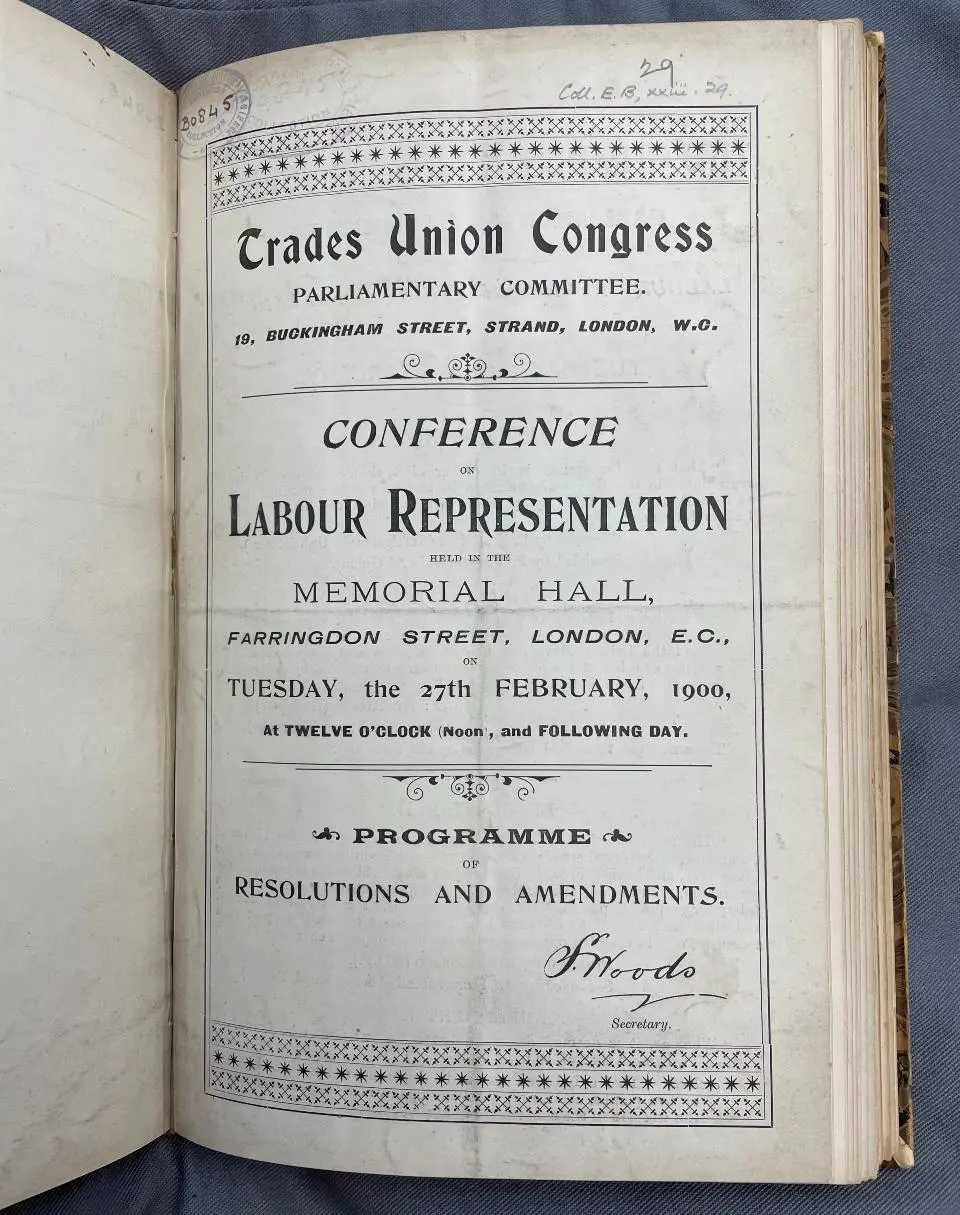 B0845
29
Coll. E. B, xxiii. 29.
Trades Union Congress
PARLIAMENTARY COMMITTEE.
19, BUCKINGHAM STREET, STRAND, LONDON, W.C.
CONFERENCE
ON
LABOUR REPRESENTATION
HELD IN THE
MEMORIAL HALL,
FARRINGDON STREET, LONDON, E.C.,
ON
TUESDAY, the 27th FEBRUARY, 1900,
At TWELVE O'CLOCK (Noon), and FOLLOWING DAY.
PROGRAMME
OF
RESOLUTIONS AND AMENDMENTS.
S. Woods
Secretary.